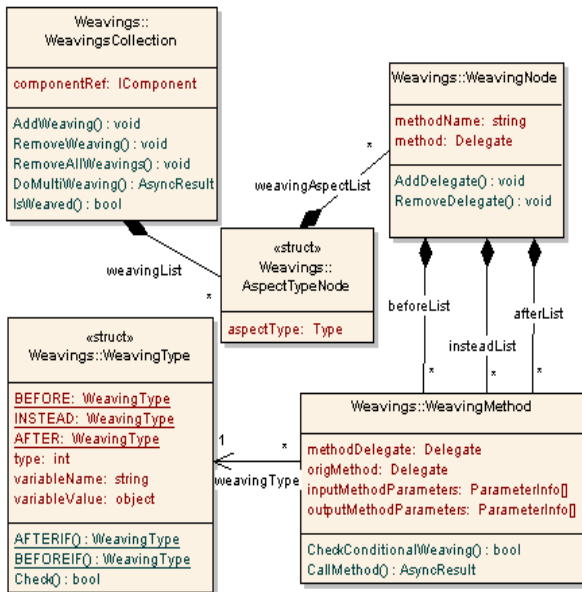 Weavings::
WeavingsCollection
componentRef: IComponent
AddWeaving() : void
RemoveWeaving() : void
RemoveAllWeavings() : void
DoMultiWeaving() : AsyncResult
IsWeaved() : bool
Weavings::WeavingNode
methodName: string
method: Delegate
AddDelegate() : void
RemoveDelegate() : void
*
weavingAspectList
weavingList
*
«struct»
Weavings::
AspectTypeNode
aspectType: Type
beforeList
insteadList
afterList
*
*
*
«struct»
Weavings::WeavingType
BEFORE: WeavingType
INSTEAD: WeavingType
AFTER: WeavingType
type: int
variableName: string
variableValue: object
AFTERIF() : WeavingType
BEFOREIF() : WeavingType
Check() : bool
1
*
weavingType
Weavings::WeavingMethod
methodDelegate: Delegate
origMethod: Delegate
inputMethodParameters: ParameterInfo[]
outputMethodParameters: ParameterInfo[]
CheckConditionalWeaving() : bool
CallMethod() : AsyncResult